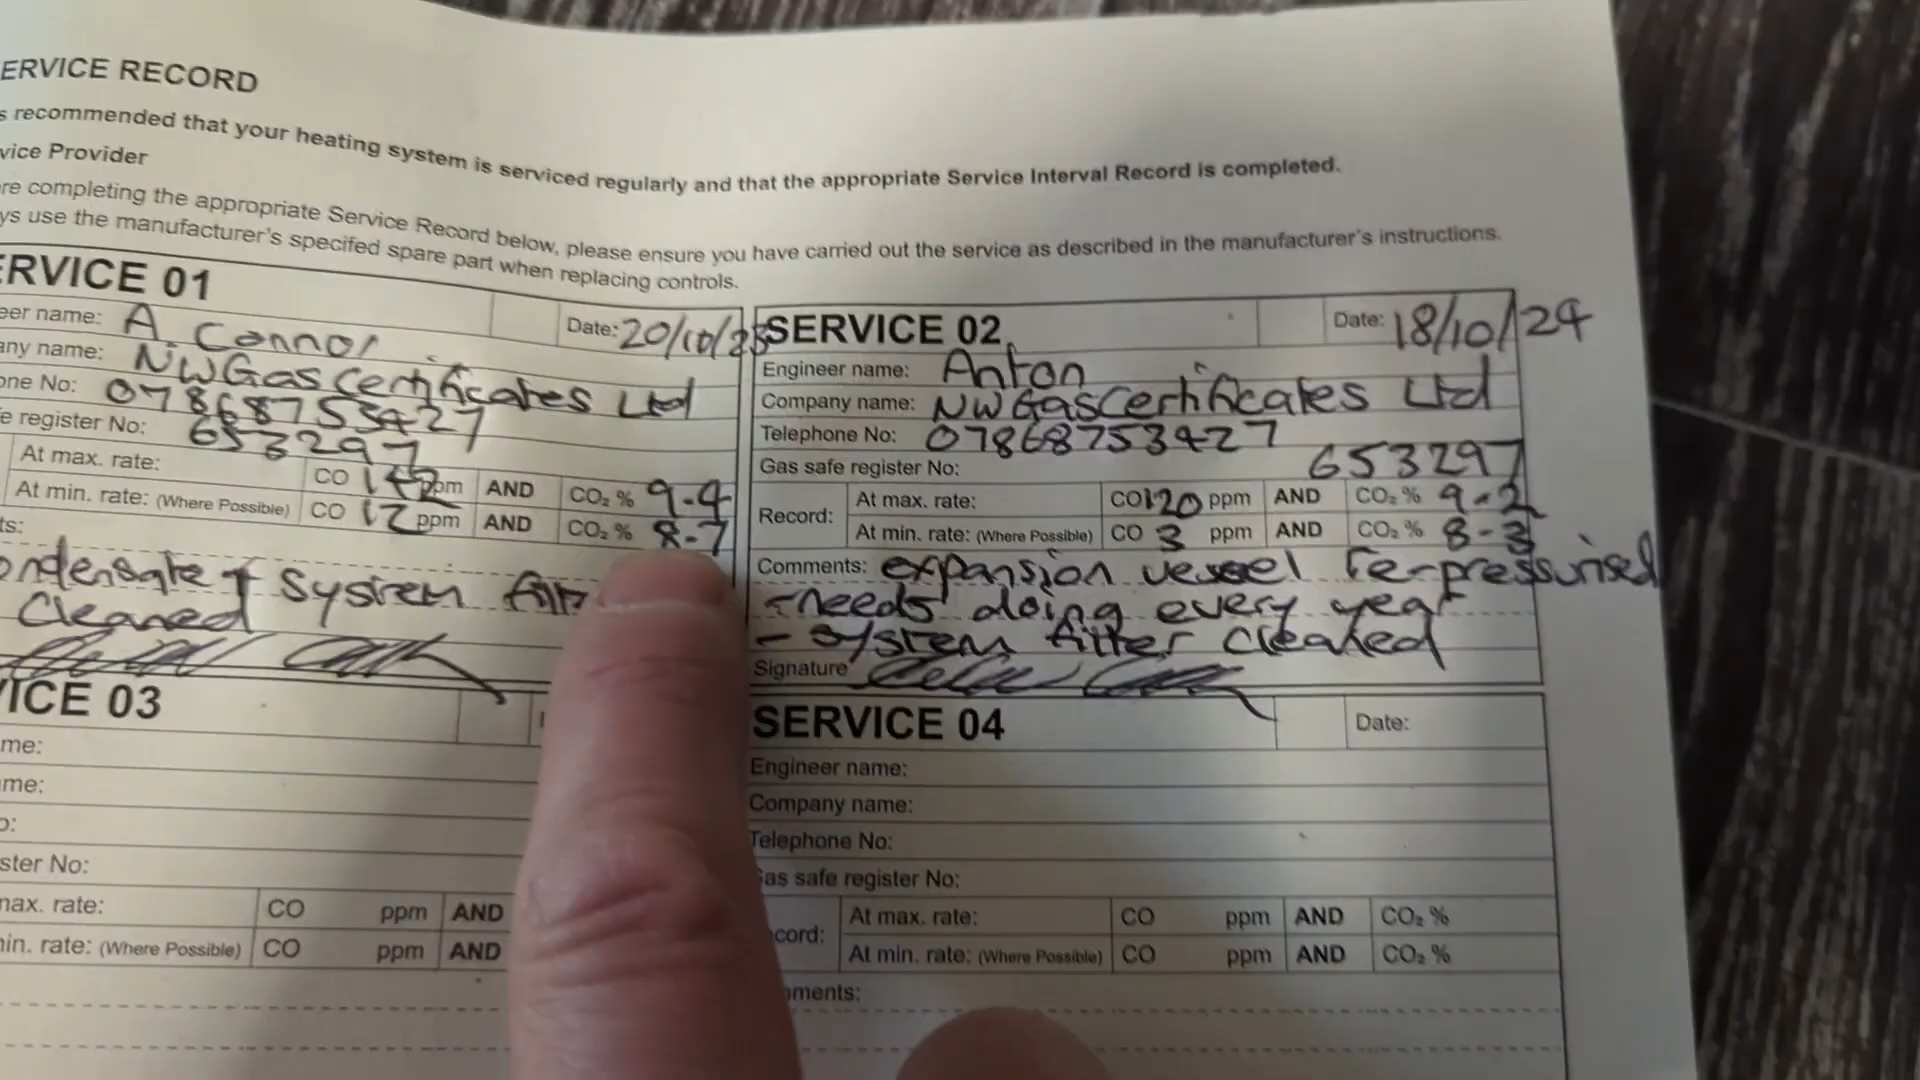 ERVICE RECORD
s recommended that your heating system is serviced regularly and that the appropriate Service Interval Record is completed.
vice Provider
re completing the appropriate Service Record below, please ensure you have carried out the service as described in the manufacturer's instructions.
ys use the manufacturer's specifed spare part when replacing controls.
ERVICE 01
Date: 20/10/23
eer name: A. Connor
any name: NWGasCertificates Ltd
one No: 07868753427
e register No: 653297
At max. rate: CO 142 ppm AND CO₂ % 9-4
At min. rate: (Where Possible) CO 12 ppm AND CO₂ % 8-7
ts:
ondensate + System
Cleaned
SERVICE 02
Date: 18/10/24
Engineer name: Anton
Company name: NWGasCertificates Ltd
Telephone No: 07868753427
Gas safe register No: 653297
Record: At max. rate: CO 120 ppm AND CO₂ % 9-2
At min. rate: (Where Possible) CO 3 ppm AND CO₂ % 8-3
Comments: expansion vessel re-pressurised
-needs doing every year
- system filter cleaned
Signature
VICE 03
me:
me:
o:
ster No:
max. rate: CO ppm AND
in. rate: (Where Possible) CO ppm AND
SERVICE 04
Date:
Engineer name:
Company name:
Telephone No:
as safe register No:
cord: At max. rate: CO ppm AND CO₂ %
At min. rate: (Where Possible) CO ppm AND CO₂ %
mments: